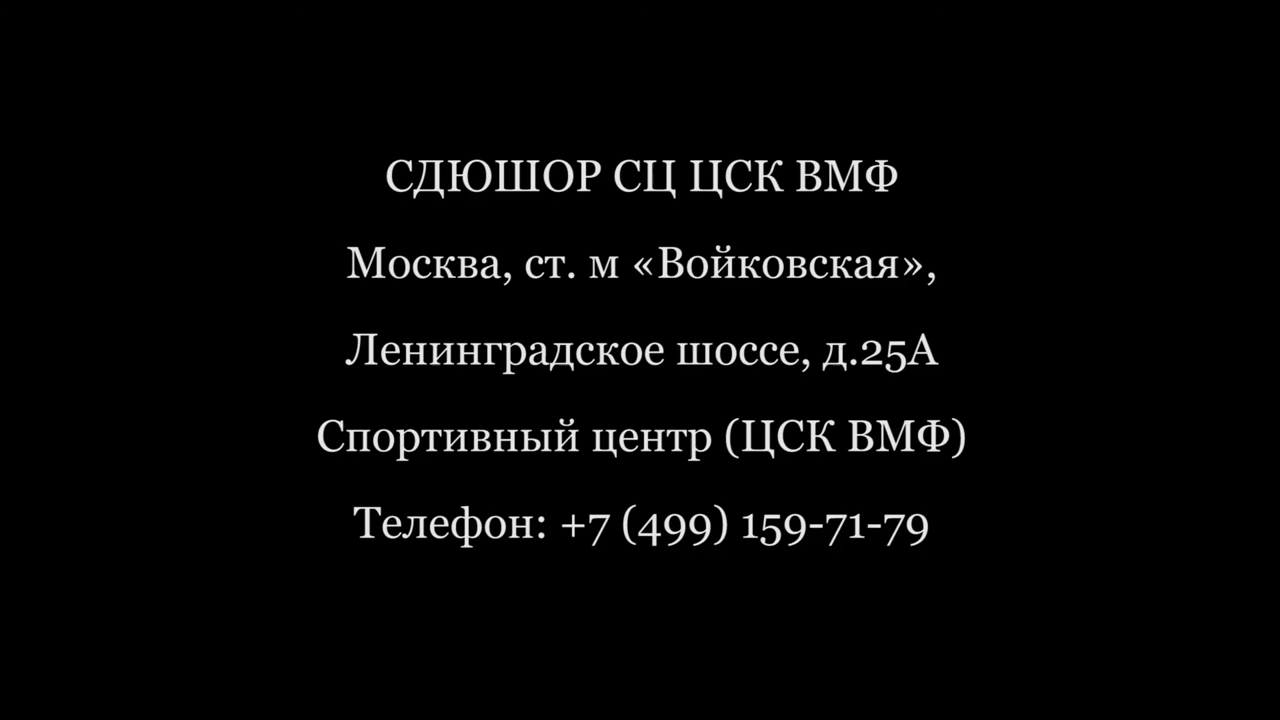 СДЮШОР СЦ ЦСК ВМФ
Москва, ст. м «Войковская»,
Ленинградское шоссе, д.25А
Спортивный центр (ЦСК ВМФ)
Телефон: +7 (499) 159-71-79